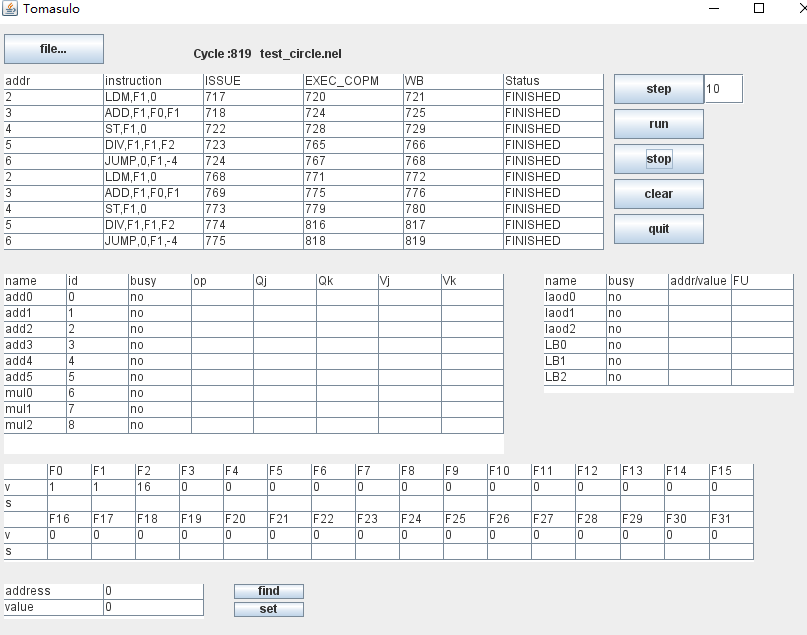 Tomasulo
file...
Cycle :819 test_circle.nel
addr instruction ISSUE EXEC_COPM WB Status
2 LDM,F1,0 717 720 721 FINISHED
3 ADD,F1,F0,F1 718 724 725 FINISHED
4 ST,F1,0 722 728 729 FINISHED
5 DIV,F1,F1,F2 723 765 766 FINISHED
6 JUMP,0,F1,-4 724 767 768 FINISHED
2 LDM,F1,0 768 771 772 FINISHED
3 ADD,F1,F0,F1 769 775 776 FINISHED
4 ST,F1,0 773 779 780 FINISHED
5 DIV,F1,F1,F2 774 816 817 FINISHED
6 JUMP,0,F1,-4 775 818 819 FINISHED
step 10
run
stop
clear
quit
name id busy op Qj Qk Vj Vk
add0 0 no
add1 1 no
add2 2 no
add3 3 no
add4 4 no
add5 5 no
mul0 6 no
mul1 7 no
mul2 8 no
name busy addr/value FU
laod0 no
laod1 no
laod2 no
LB0 no
LB1 no
LB2 no
F0 F1 F2 F3 F4 F5 F6 F7 F8 F9 F10 F11 F12 F13 F14 F15
v 1 1 16 0 0 0 0 0 0 0 0 0 0 0 0 0
s
F16 F17 F18 F19 F20 F21 F22 F23 F24 F25 F26 F27 F28 F29 F30 F31
v 0 0 0 0 0 0 0 0 0 0 0 0 0 0 0 0
s
address 0 find
value 0 set